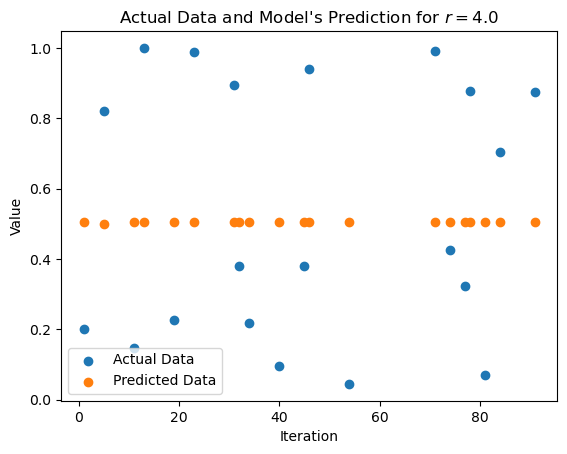 Actual Data and Model's Prediction for r = 4.0
1.0
0.8
0.6
0.4
0.2
0.0
Value
Actual Data
Predicted Data
0 20 40 60 80
Iteration